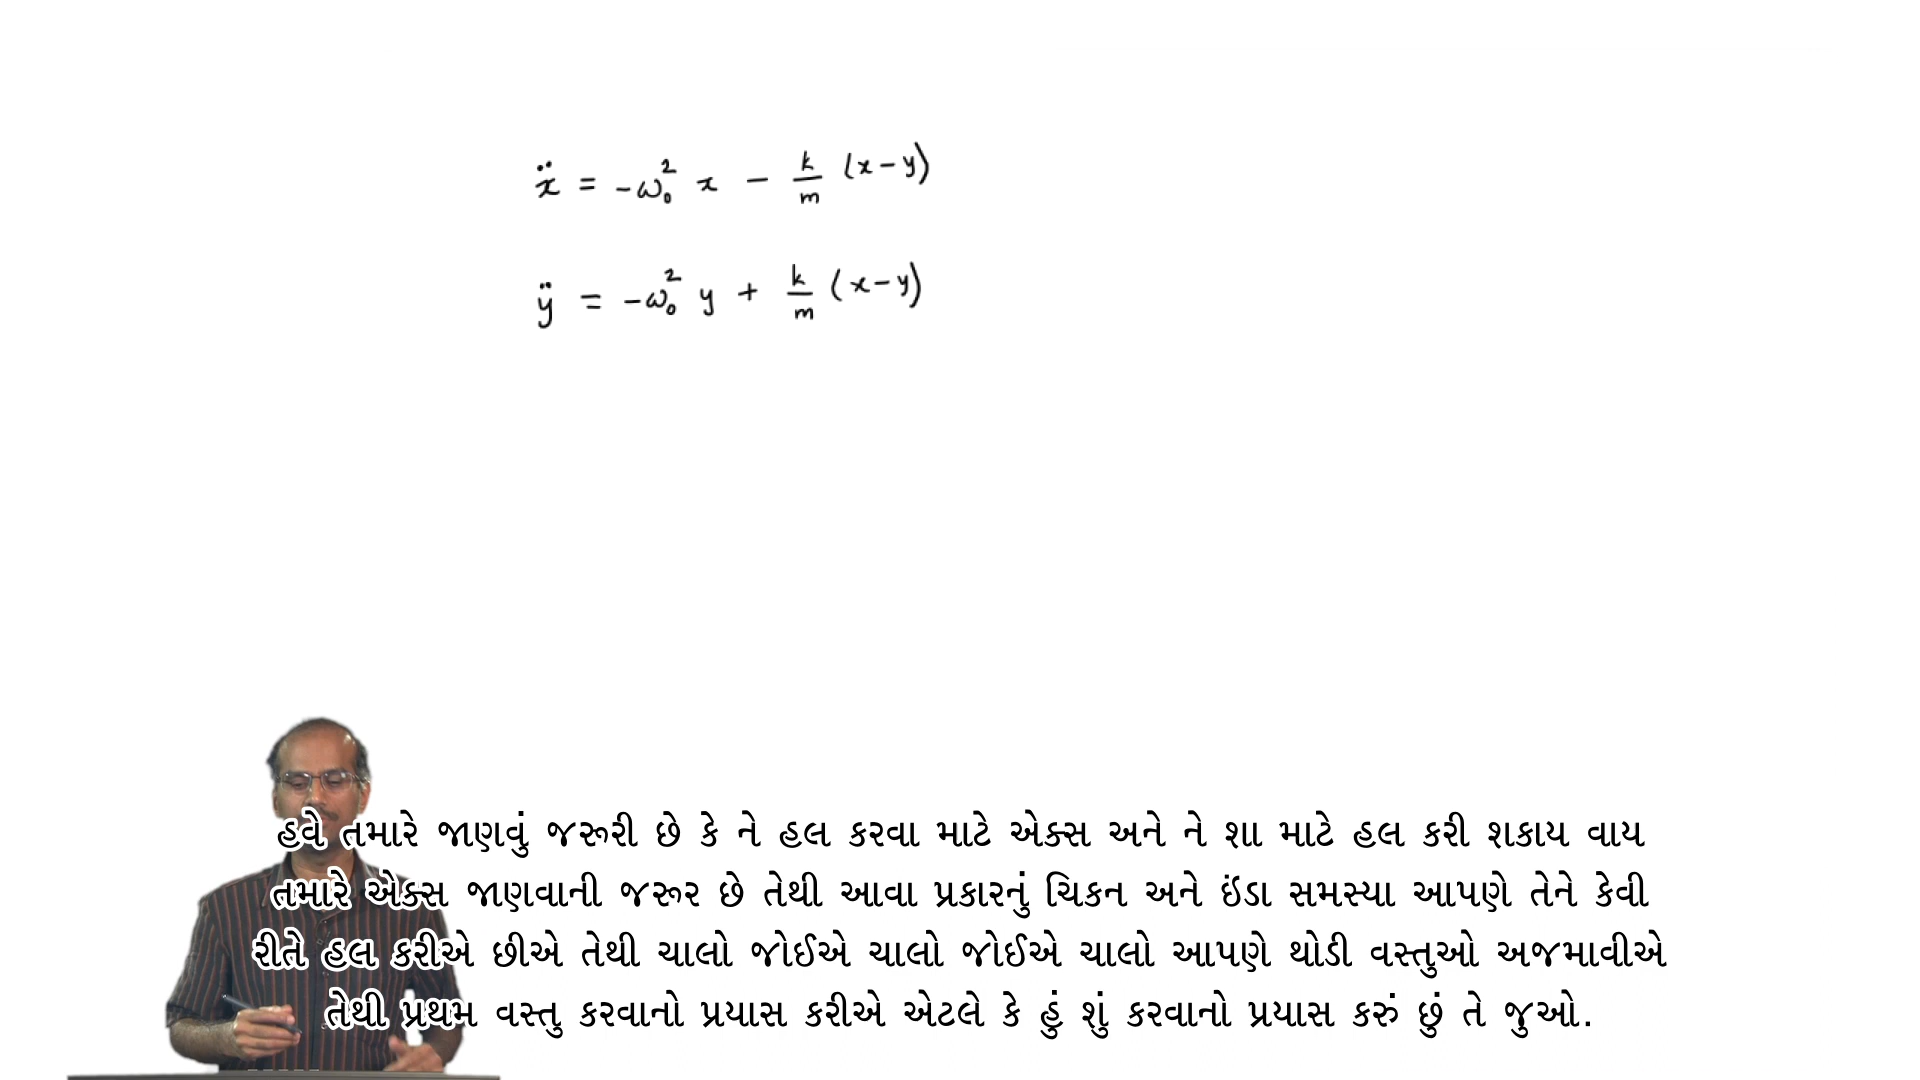 ẍ = -ω₀² x - k/m (x-y)
ÿ = -ω₀² y + k/m (x-y)
હવે તમારે જાણવું જરૂરી છે કે ને હલ કરવા માટે એક્સ અને ને શા માટે હલ કરી શકાય વાય
તમારે એક્સ જાણવાની જરૂર છે તેથી આવા પ્રકારનું ચિકન અને ઇંડા સમસ્યા આપણે તેને કેવી
રીતે હલ કરીએ છીએ તેથી ચાલો જોઈએ ચાલો જોઈએ ચાલો આપણે થોડી વસ્તુઓ અજમાવીએ
તેથી પ્રથમ વસ્તુ કરવાનો પ્રયાસ કરીએ એટલે કે હું શું કરવાનો પ્રયાસ કરું છું તે જુઓ.